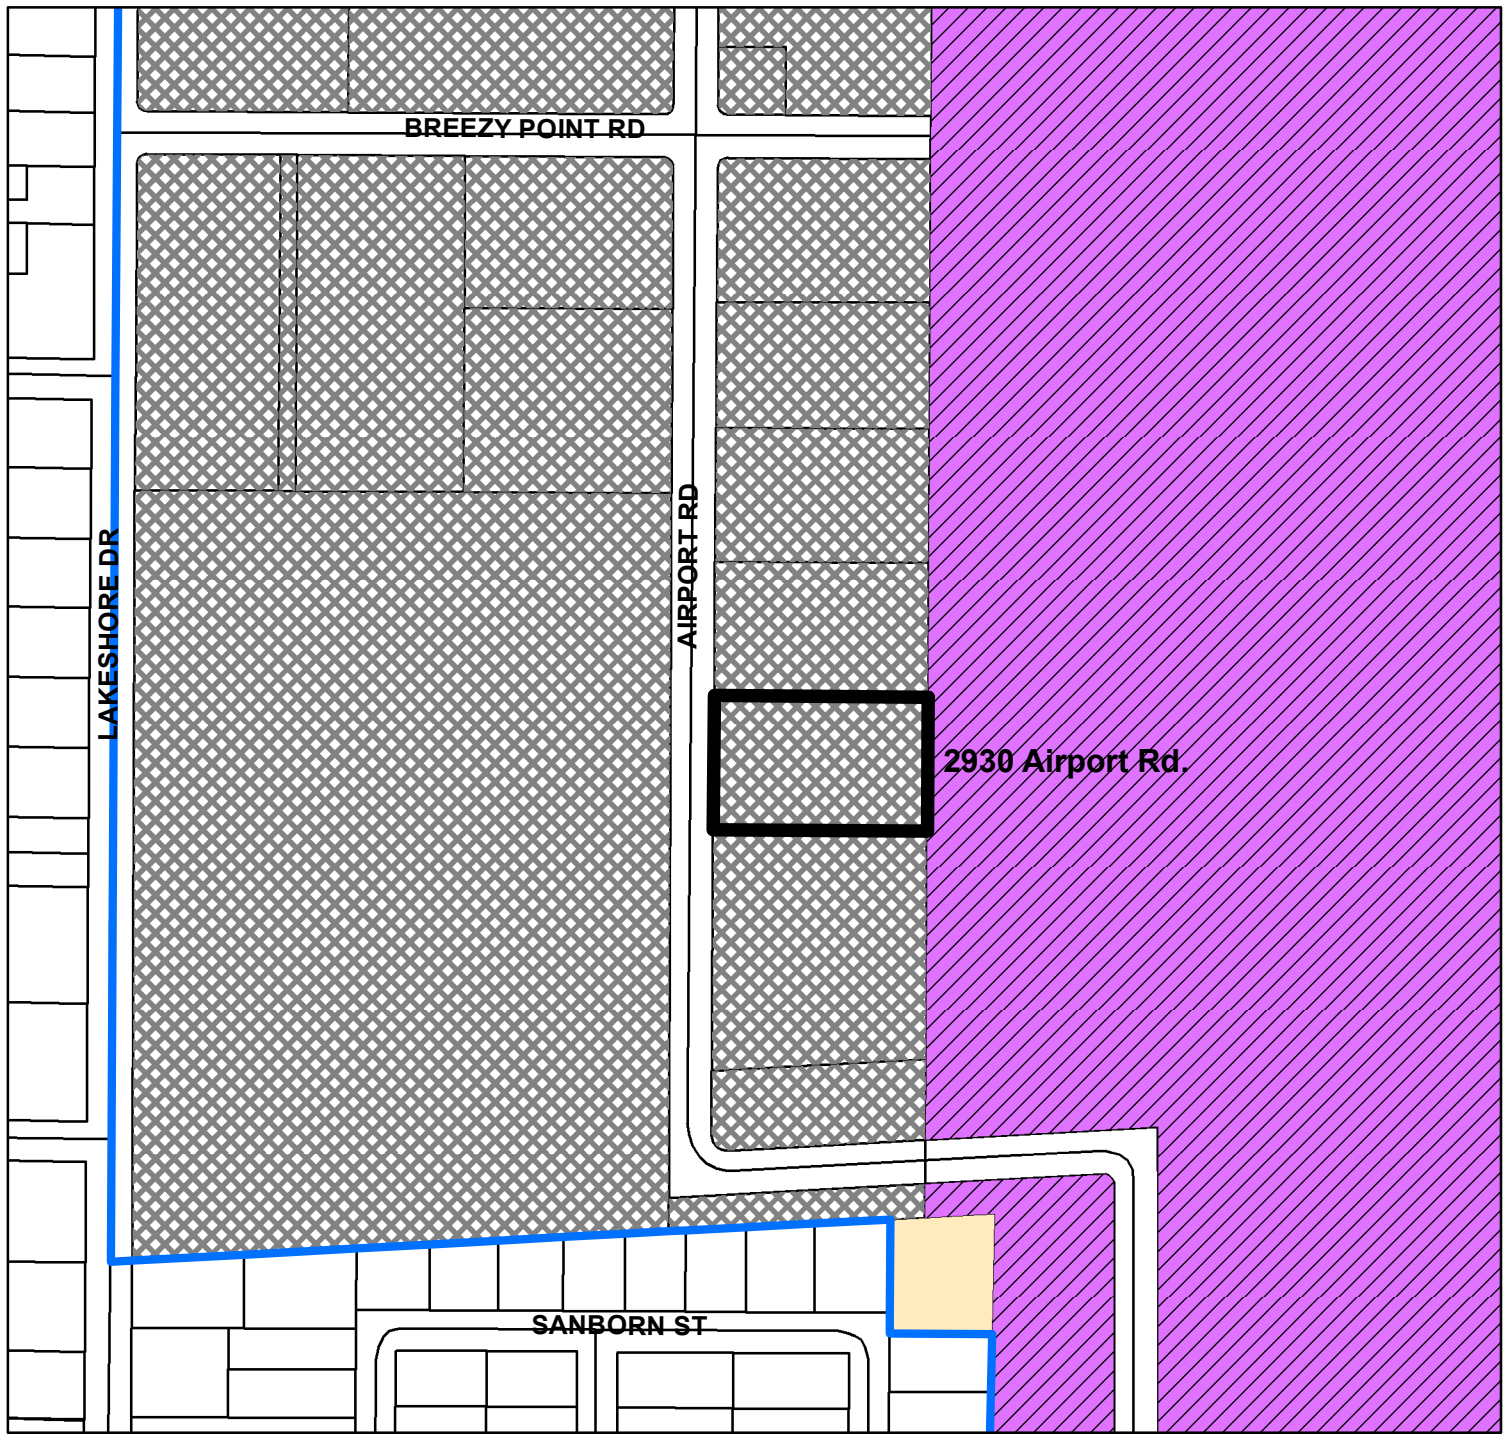 BREEZY POINT RD
AIRPORT RD
LAKESHORE DR
2930 Airport Rd.
SANBORN ST